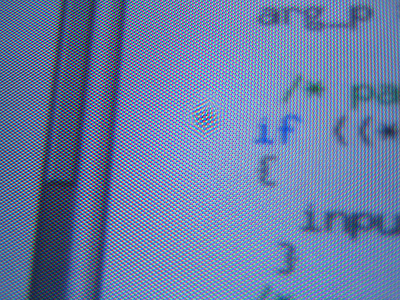 arg_p
/* pa
if ((*
{
inpu
}